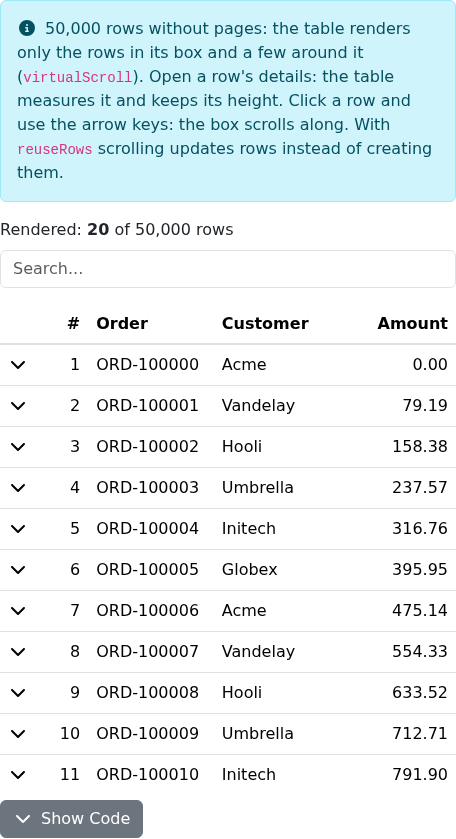 50,000 rows without pages: the table renders
only the rows in its box and a few around it
(virtualScroll). Open a row's details: the table
measures it and keeps its height. Click a row and
use the arrow keys: the box scrolls along. With
reuseRows scrolling updates rows instead of creating
them.
Rendered: 20 of 50,000 rows
Search...
# Order Customer Amount
1 ORD-100000 Acme 0.00
2 ORD-100001 Vandelay 79.19
3 ORD-100002 Hooli 158.38
4 ORD-100003 Umbrella 237.57
5 ORD-100004 Initech 316.76
6 ORD-100005 Globex 395.95
7 ORD-100006 Acme 475.14
8 ORD-100007 Vandelay 554.33
9 ORD-100008 Hooli 633.52
10 ORD-100009 Umbrella 712.71
11 ORD-100010 Initech 791.90
Show Code